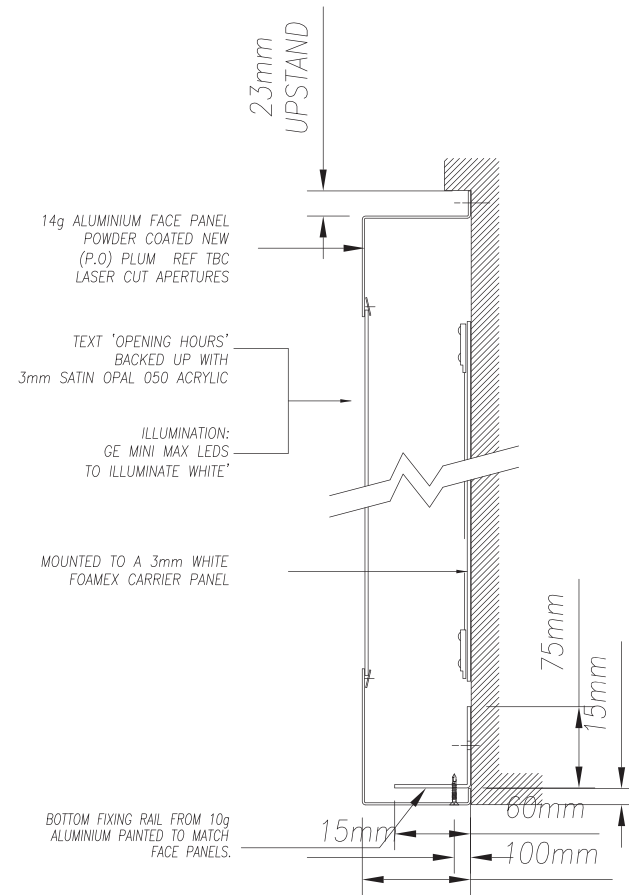 23mm
UPSTAND
14g ALUMINIUM FACE PANEL
POWDER COATED NEW
(P.O) PLUM REF TBC
LASER CUT APERTURES
TEXT 'OPENING HOURS'
BACKED UP WITH
3mm SATIN OPAL 050 ACRYLIC
ILLUMINATION:
GE MINI MAX LEDS
TO ILLUMINATE WHITE'
MOUNTED TO A 3mm WHITE
FOAMEX CARRIER PANEL
75mm
15mm
BOTTOM FIXING RAIL FROM 10g
ALUMINIUM PAINTED TO MATCH
FACE PANELS.
15mm
60mm
100mm